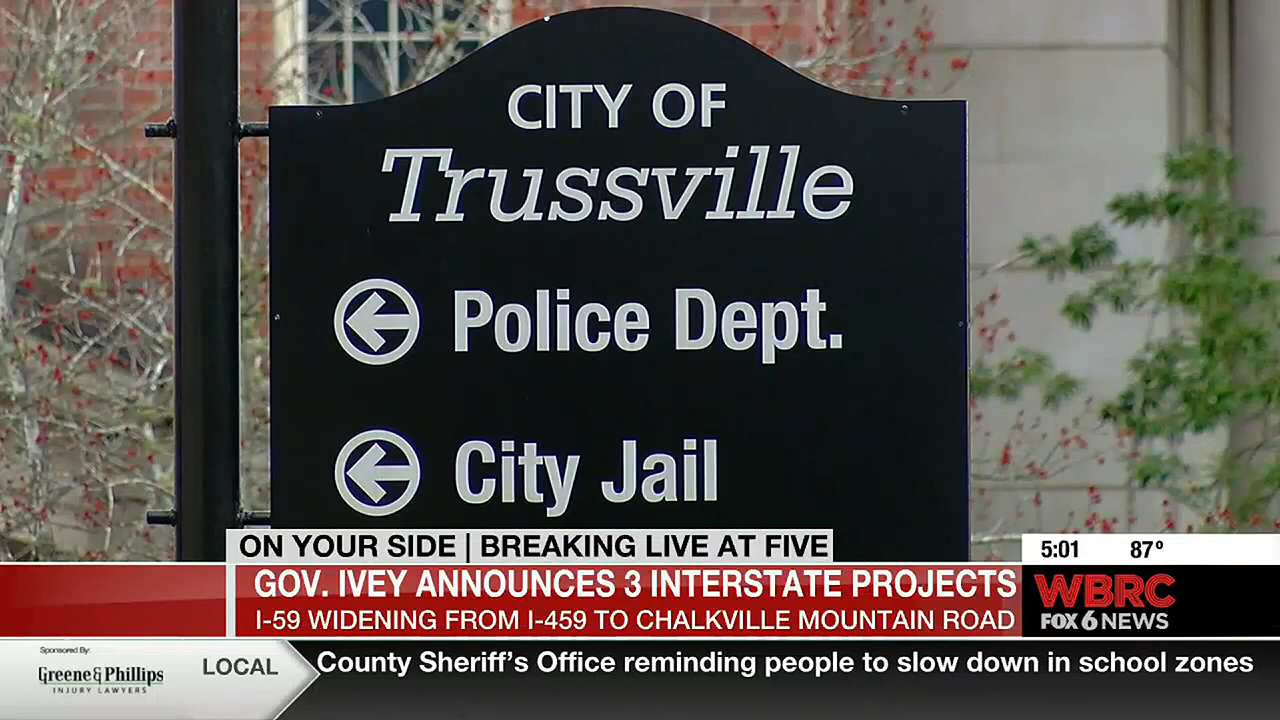 CITY OF
Trussville
Police Dept.
City Jail
ON YOUR SIDE | BREAKING LIVE AT FIVE
GOV. IVEY ANNOUNCES 3 INTERSTATE PROJECTS
I-59 WIDENING FROM I-459 TO CHALKVILLE MOUNTAIN ROAD
5:01 87º
WBRC
FOX 6 NEWS
Sponsored By:
Greene & Phillips
INJURY LAWYERS
LOCAL
County Sheriff's Office reminding people to slow down in school zones